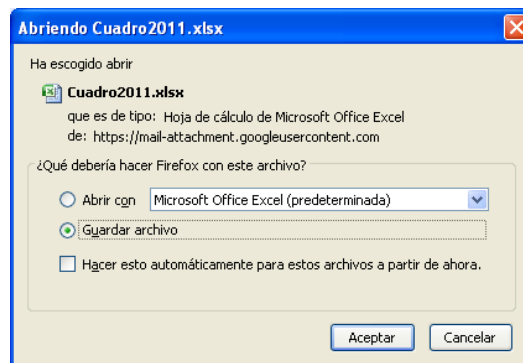 Abriendo Cuadro2011.xlsx
Ha escogido abrir
Cuadro2011.xlsx
que es de tipo: Hoja de cálculo de Microsoft Office Excel
de: https://mail-attachment.googleusercontent.com
¿Qué debería hacer Firefox con este archivo?
Abrir con Microsoft Office Excel (predeterminada)
Guardar archivo
Hacer esto automáticamente para estos archivos a partir de ahora.
Aceptar Cancelar